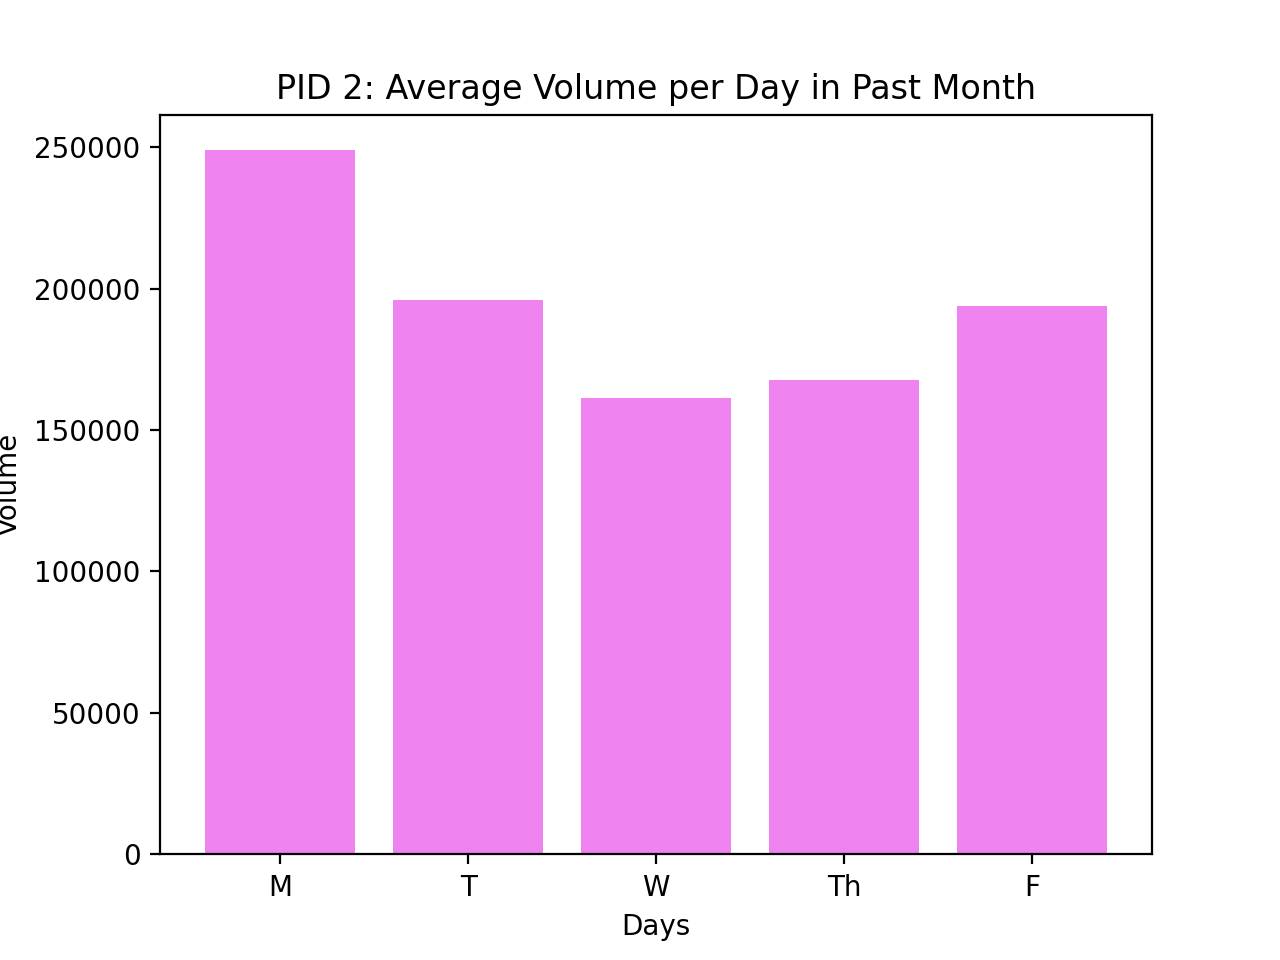 PID 2: Average Volume per Day in Past Month
250000
200000
150000
100000
50000
0
Volume
M T W Th F
Days